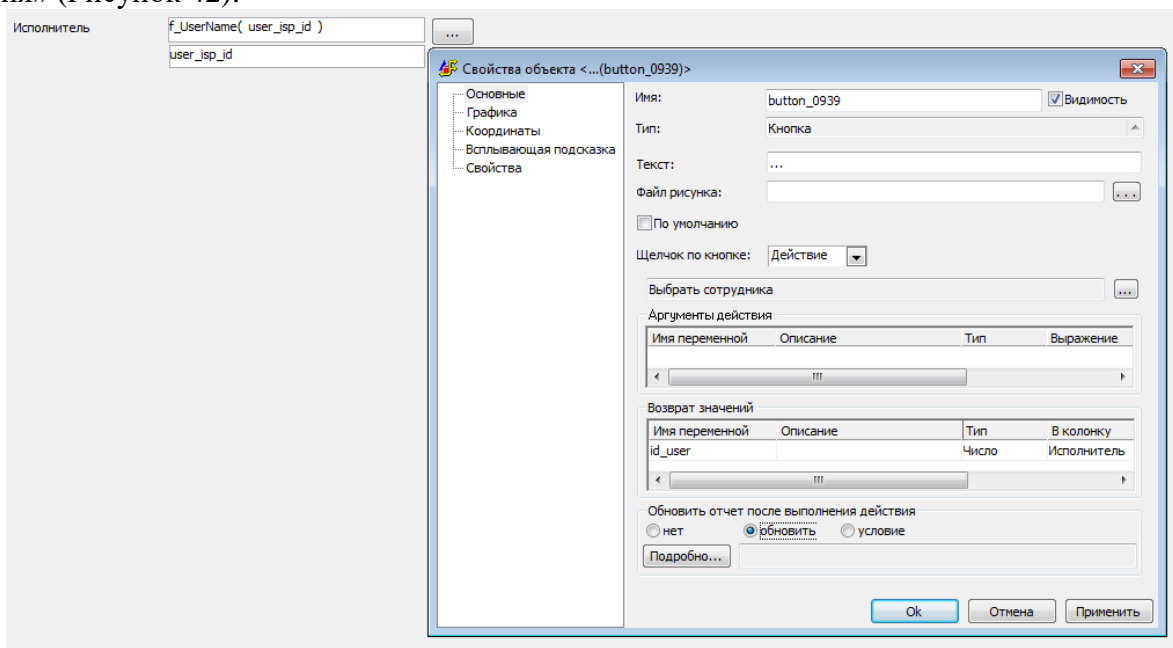 ия» (Рисунок 42).
Исполнитель f_UserName( user_isp_id ) ...
user_isp_id
Свойства объекта <...(button_0939)>
Основные
Графика
Координаты
Всплывающая подсказка
Свойства
Имя: button_0939 Видимость
Тип: Кнопка
Текст: ...
Файл рисунка: ...
По умолчанию
Щелчок по кнопке: Действие
Выбрать сотрудника ...
Аргументы действия
Имя переменной Описание Тип Выражение
Возврат значений
Имя переменной Описание Тип В колонку
id_user Число Исполнитель
Обновить отчет после выполнения действия
нет обновить условие
Подробно...
Ok Отмена Применить